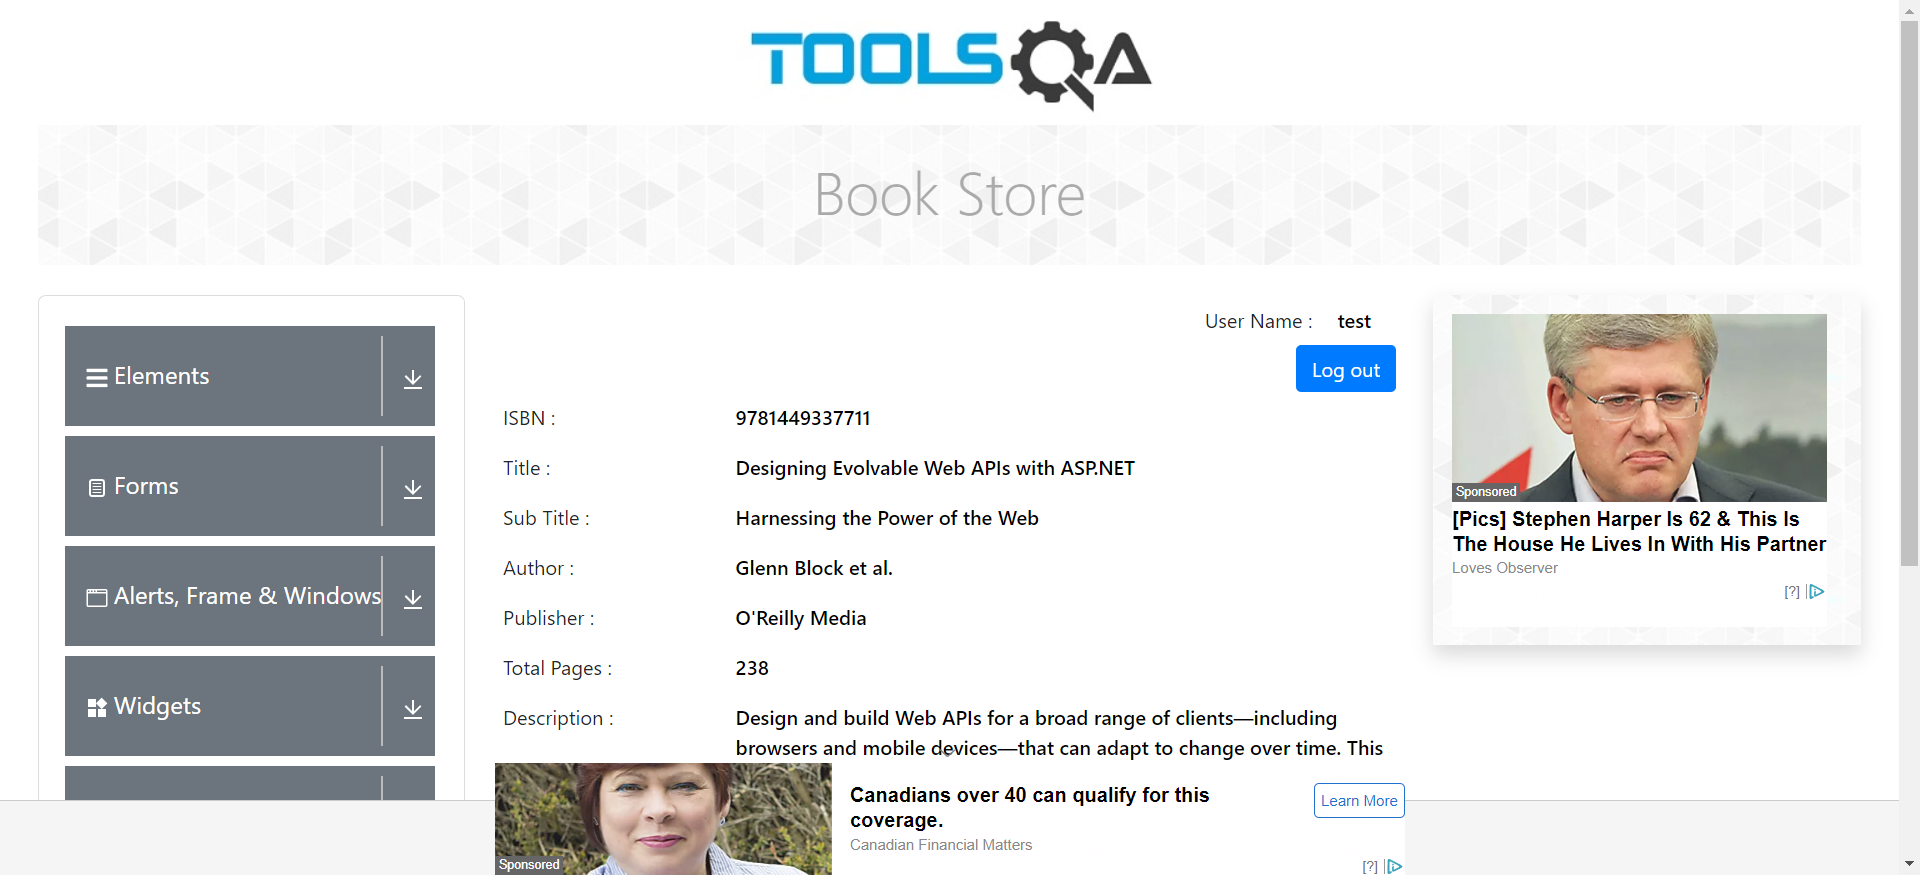 TOOLSQA
Book Store
Elements
Forms
Alerts, Frame & Windows
Widgets
User Name : test
Log out
ISBN : 9781449337711
Title : Designing Evolvable Web APIs with ASP.NET
Sub Title : Harnessing the Power of the Web
Author : Glenn Block et al.
Publisher : O'Reilly Media
Total Pages : 238
Description : Design and build Web APIs for a broad range of clients—including
browsers and mobile devices—that can adapt to change over time. This
Sponsored
[Pics] Stephen Harper Is 62 & This Is
The House He Lives In With His Partner
Loves Observer
[?]
Sponsored
Canadians over 40 can qualify for this
coverage.
Canadian Financial Matters
Learn More
[?]